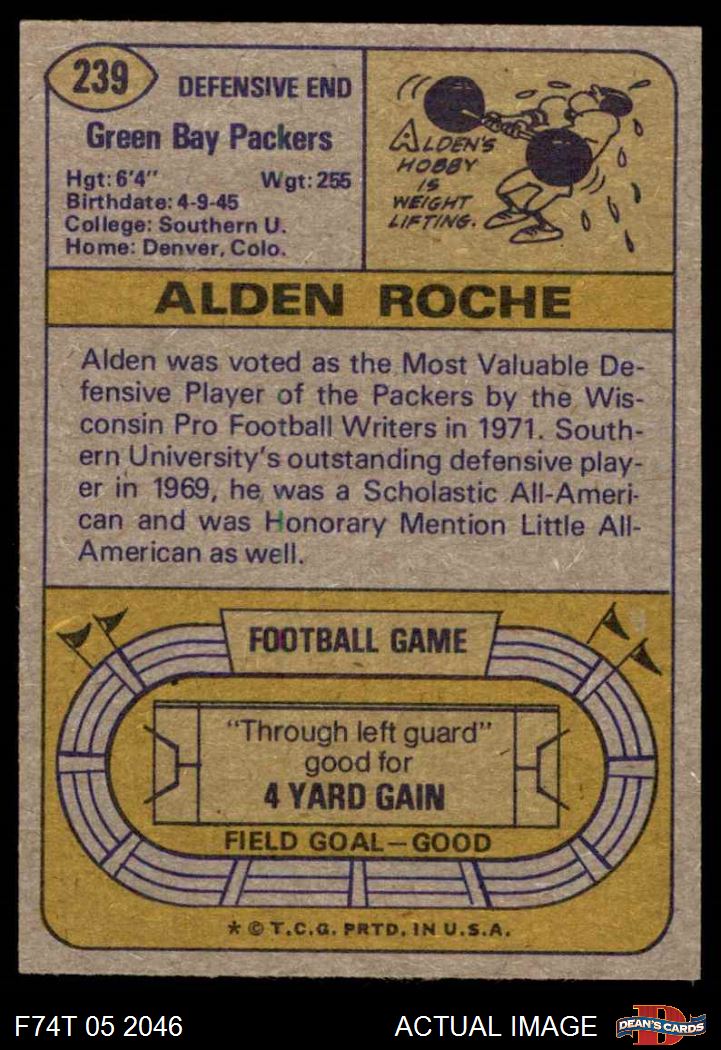 239
DEFENSIVE END
Green Bay Packers
Hgt: 6'4" Wgt: 255
Birthdate: 4-9-45
College: Southern U.
Home: Denver, Colo.
ALDEN'S
HOBBY
IS
WEIGHT
LIFTING.
ALDEN ROCHE
Alden was voted as the Most Valuable De-
fensive Player of the Packers by the Wis-
consin Pro Football Writers in 1971. South-
ern University's outstanding defensive play-
er in 1969, he was a Scholastic All-Ameri-
can and was Honorary Mention Little All-
American as well.
FOOTBALL GAME
"Through left guard"
good for
4 YARD GAIN
FIELD GOAL—GOOD
* © T.C.G. PRTD. IN U.S.A.
F74T 05 2046 ACTUAL IMAGE
D
DEAN'S CARDS